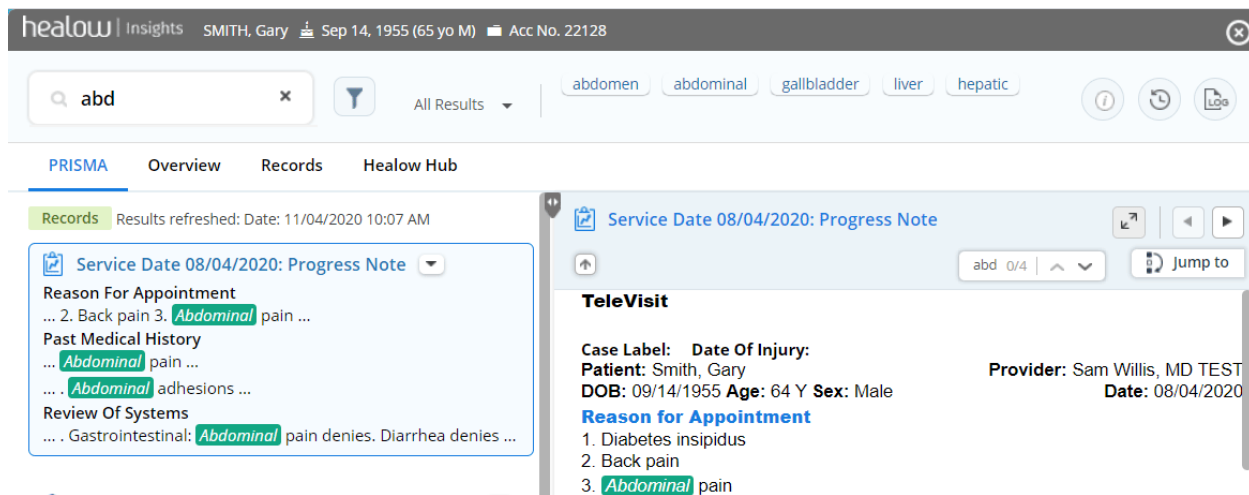 healow | Insights SMITH, Gary Sep 14, 1955 (65 yo M) Acc No. 22128
abd × All Results abdomen abdominal gallbladder liver hepatic i LOG
PRISMA Overview Records Healow Hub
Records Results refreshed: Date: 11/04/2020 10:07 AM
Service Date 08/04/2020: Progress Note
Reason For Appointment
... 2. Back pain 3. Abdominal pain ...
Past Medical History
... Abdominal pain ...
... . Abdominal adhesions ...
Review Of Systems
... . Gastrointestinal: Abdominal pain denies. Diarrhea denies ...
Service Date 08/04/2020: Progress Note
abd 0/4 Jump to
TeleVisit
Case Label: Date Of Injury:
Patient: Smith, Gary Provider: Sam Willis, MD TEST
DOB: 09/14/1955 Age: 64 Y Sex: Male Date: 08/04/2020
Reason for Appointment
1. Diabetes insipidus
2. Back pain
3. Abdominal pain